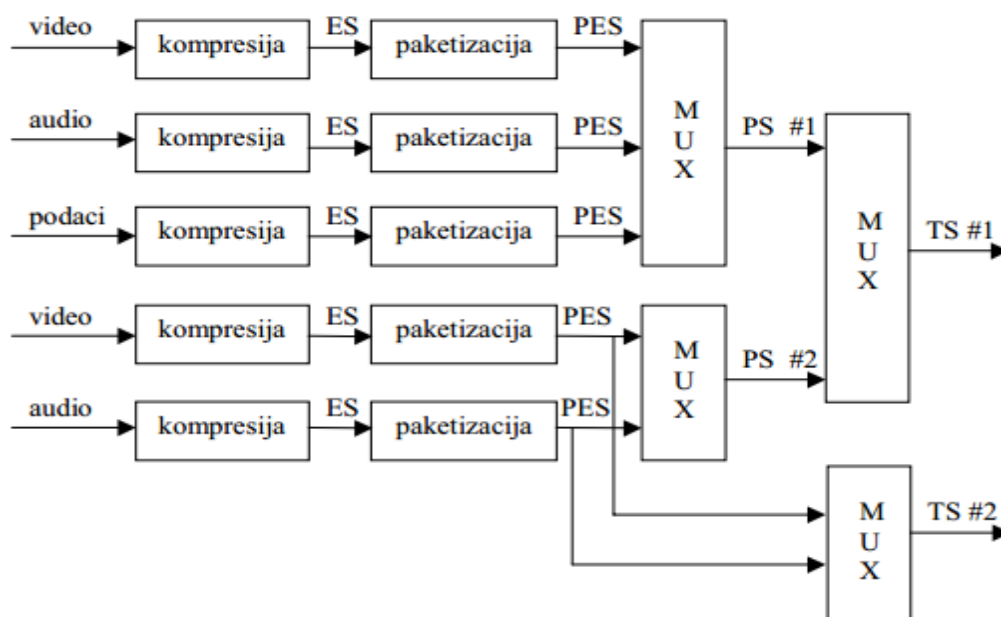 video
kompresija
ES
paketizacija
PES
audio
kompresija
ES
paketizacija
PES
podaci
kompresija
ES
paketizacija
PES
M
U
X
PS #1
video
kompresija
ES
paketizacija
PES
audio
kompresija
ES
paketizacija
PES
M
U
X
PS #2
M
U
X
TS #1
M
U
X
TS #2